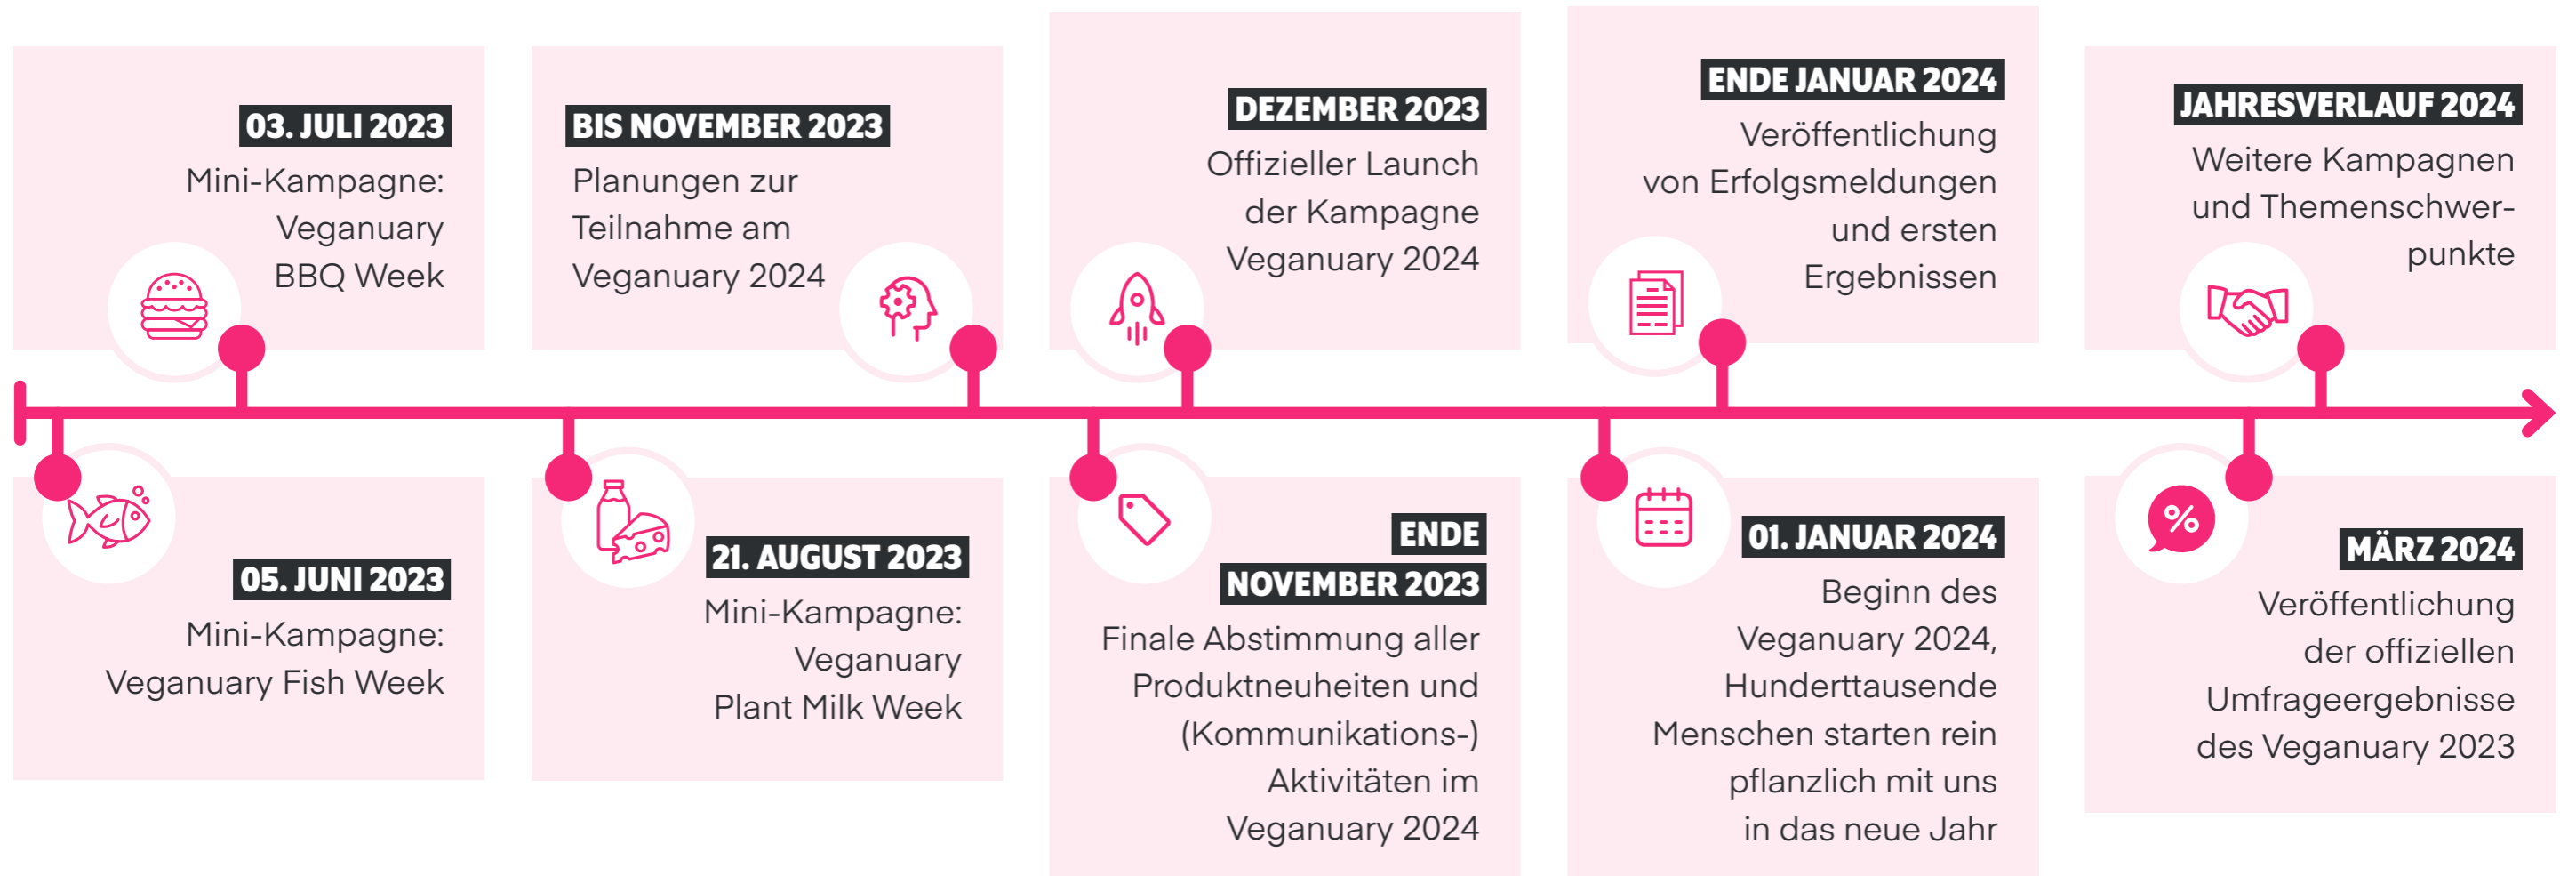 03. JULI 2023
Mini-Kampagne:
Veganuary
BBQ Week
BIS NOVEMBER 2023
Planungen zur
Teilnahme am
Veganuary 2024
DEZEMBER 2023
Offizieller Launch
der Kampagne
Veganuary 2024
ENDE JANUAR 2024
Veröffentlichung
von Erfolgsmeldungen
und ersten
Ergebnissen
JAHRESVERLAUF 2024
Weitere Kampagnen
und Themenschwer-
punkte
05. JUNI 2023
Mini-Kampagne:
Veganuary Fish Week
21. AUGUST 2023
Mini-Kampagne:
Veganuary
Plant Milk Week
ENDE
NOVEMBER 2023
Finale Abstimmung aller
Produktneuheiten und
(Kommunikations-)
Aktivitäten im
Veganuary 2024
01. JANUAR 2024
Beginn des
Veganuary 2024,
Hunderttausende
Menschen starten rein
pflanzlich mit uns
in das neue Jahr
%
MÄRZ 2024
Veröffentlichung
der offiziellen
Umfrageergebnisse
des Veganuary 2023